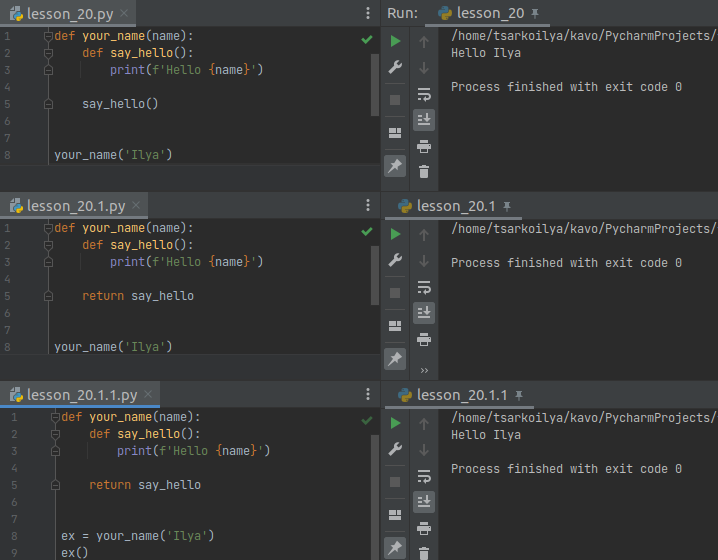 lesson_20.py
Run: lesson_20
1 def your_name(name):
2     def say_hello():
3         print(f'Hello {name}')
4
5     say_hello()
6
7
8 your_name('Ilya')
/home/tsarkoilya/kavo/PycharmProjects/
Hello Ilya
Process finished with exit code 0
lesson_20.1.py
lesson_20.1
1 def your_name(name):
2     def say_hello():
3         print(f'Hello {name}')
4
5     return say_hello
6
7
8 your_name('Ilya')
/home/tsarkoilya/kavo/PycharmProjects/
Process finished with exit code 0
lesson_20.1.1.py
lesson_20.1.1
1 def your_name(name):
2     def say_hello():
3         print(f'Hello {name}')
4
5     return say_hello
6
7
8 ex = your_name('Ilya')
9 ex()
/home/tsarkoilya/kavo/PycharmProjects/
Hello Ilya
Process finished with exit code 0